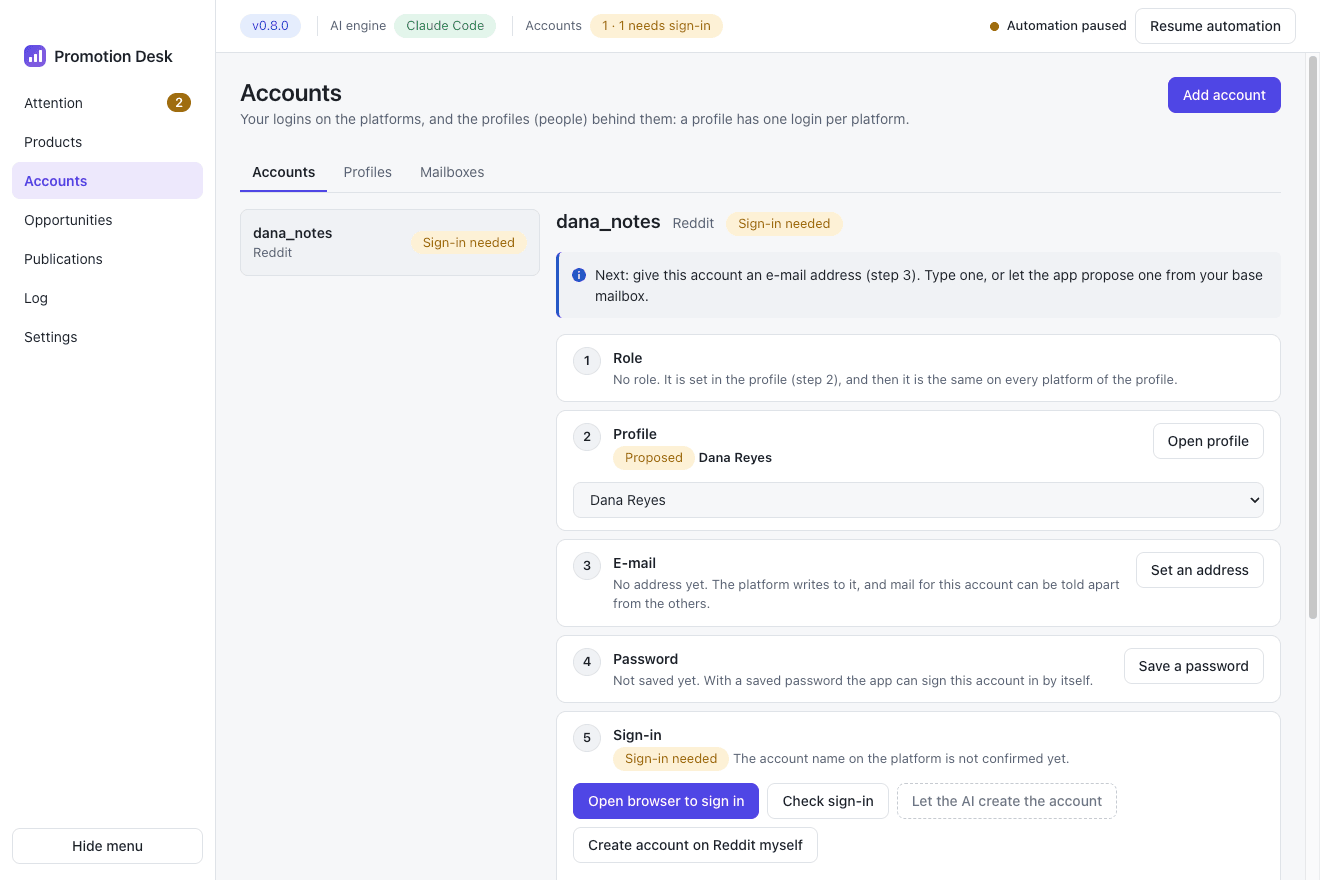 Promotion Desk
Attention 2
Products
Accounts
Opportunities
Publications
Log
Settings
Hide menu
v0.8.0 AI engine Claude Code Accounts 1 · 1 needs sign-in Automation paused Resume automation
Accounts
Add account
Your logins on the platforms, and the profiles (people) behind them: a profile has one login per platform.
Accounts Profiles Mailboxes
dana_notes
Reddit
Sign-in needed
dana_notes Reddit Sign-in needed
Next: give this account an e-mail address (step 3). Type one, or let the app propose one from your base
mailbox.
1 Role
No role. It is set in the profile (step 2), and then it is the same on every platform of the profile.
2 Profile
Proposed Dana Reyes
Open profile
Dana Reyes
3 E-mail
No address yet. The platform writes to it, and mail for this account can be told apart
from the others.
Set an address
4 Password
Not saved yet. With a saved password the app can sign this account in by itself.
Save a password
5 Sign-in
Sign-in needed The account name on the platform is not confirmed yet.
Open browser to sign in Check sign-in Let the AI create the account
Create account on Reddit myself